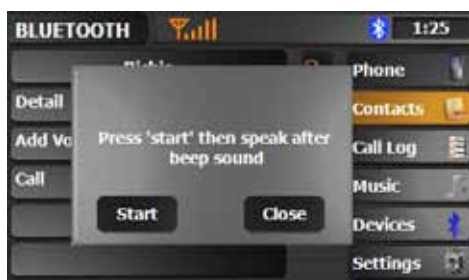 BLUETOOTH 1:25
Phone
Detail
Contacts
Add Vo
Press 'start' then speak after
beep sound
Call Log
Call
Music
Start Close
Devices
Settings